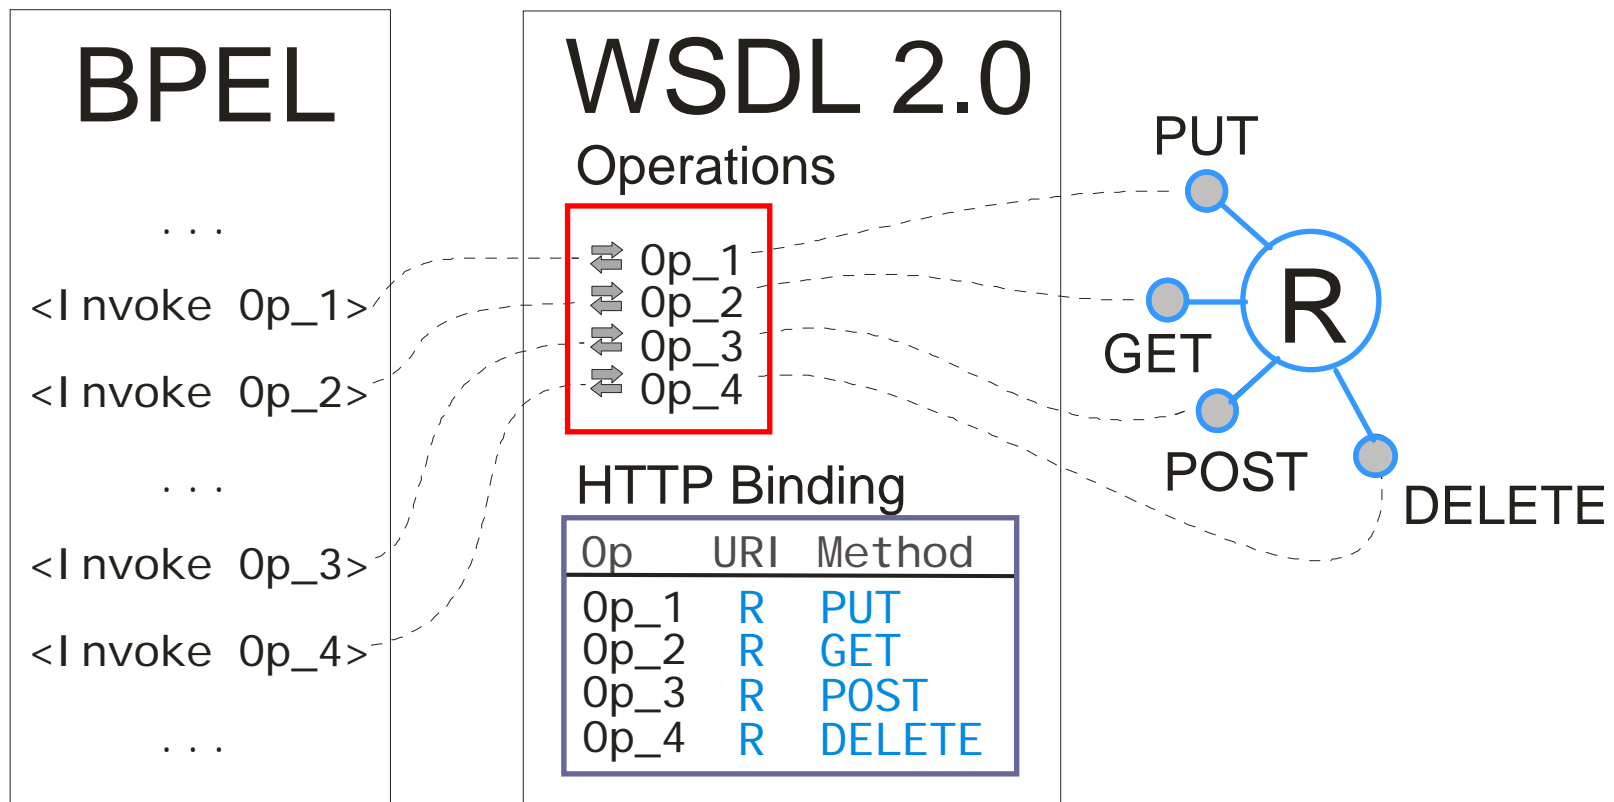 BPEL
...
<Invoke Op_1>
<Invoke Op_2>
...
<Invoke Op_3>
<Invoke Op_4>
...
WSDL 2.0
Operations
Op_1
Op_2
Op_3
Op_4
HTTP Binding
Op URI Method
Op_1 R PUT
Op_2 R GET
Op_3 R POST
Op_4 R DELETE
PUT
R
GET
POST
DELETE